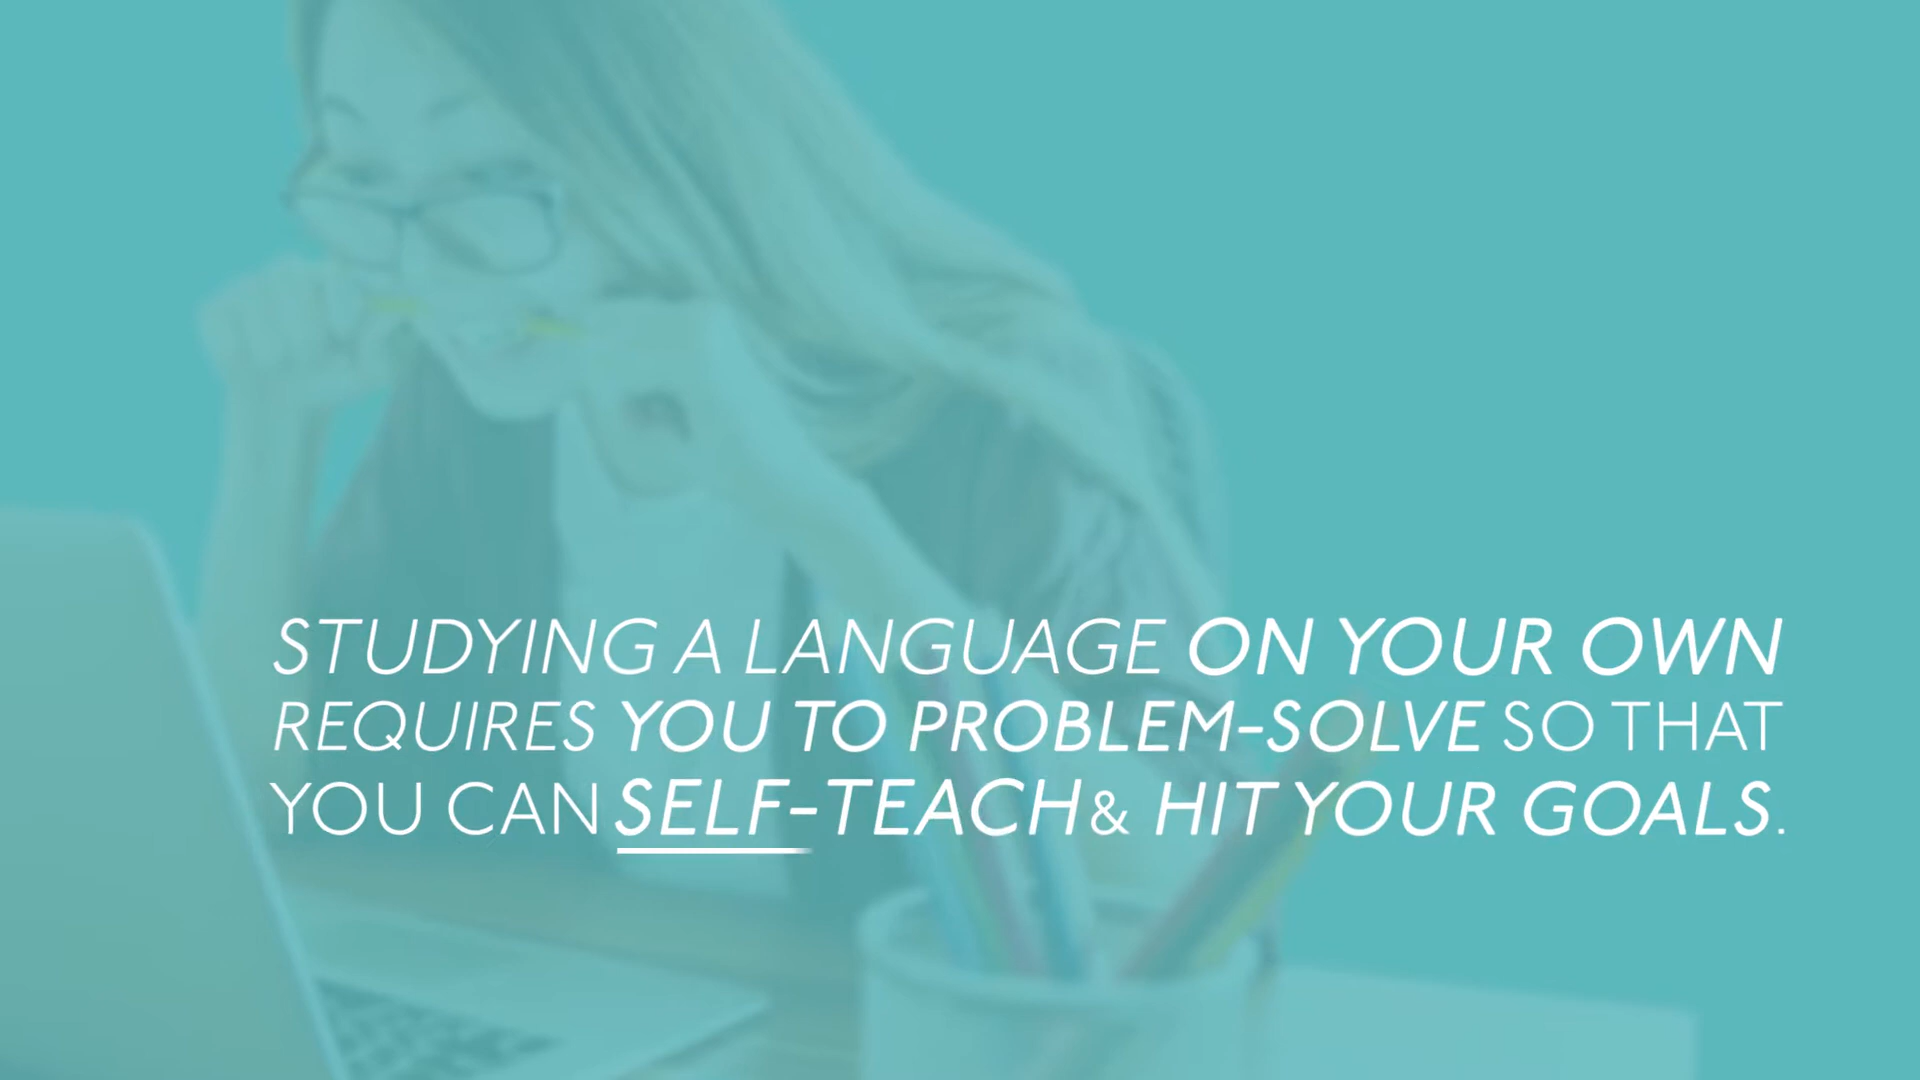 STUDYING A LANGUAGE ON YOUR OWN
REQUIRES YOU TO PROBLEM-SOLVE SO THAT
YOU CAN SELF-TEACH & HIT YOUR GOALS.